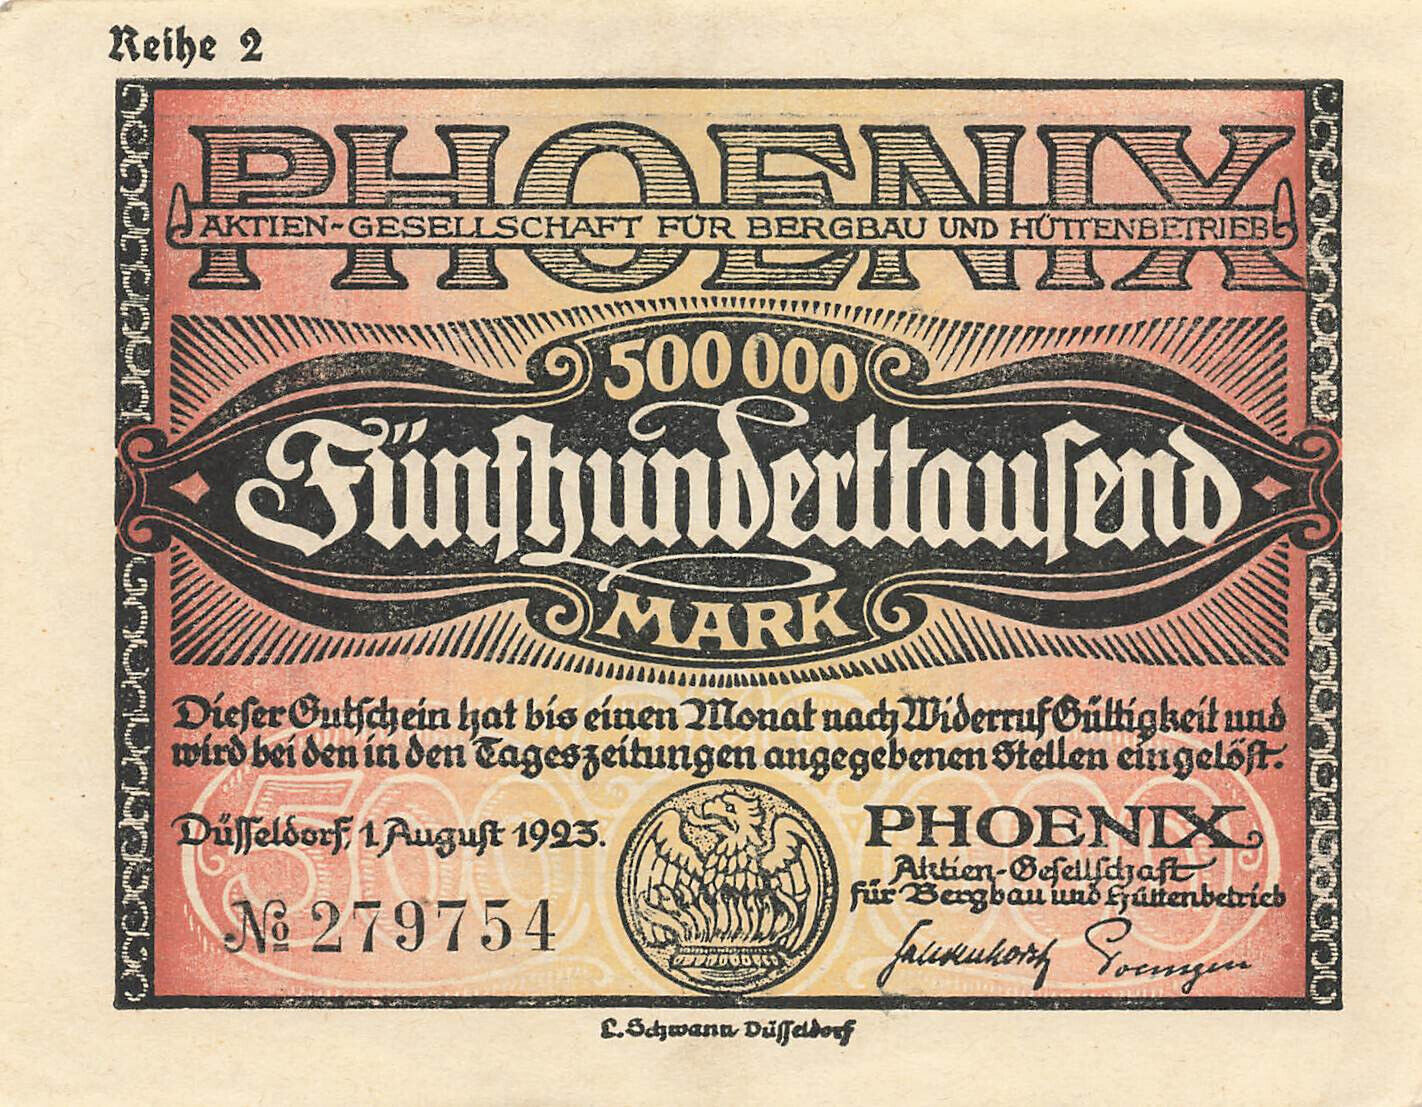 Reihe 2
PHOENIX
AKTIEN-GESELLSCHAFT FÜR BERGBAU UND HÜTTENBETRIEB
500 000
Fünfhunderttausend
MARK
Dieser Gutschein hat bis einen Monat nach Widerruf Gültigkeit und
wird bei den in den Tageszeitungen angegebenen Stellen eingelöst.
Düsseldorf, 1. August 1923.
№ 279754
PHOENIX
Aktien-Gesellschaft
für Bergbau und Hüttenbetrieb
L. Schwann Düsseldorf